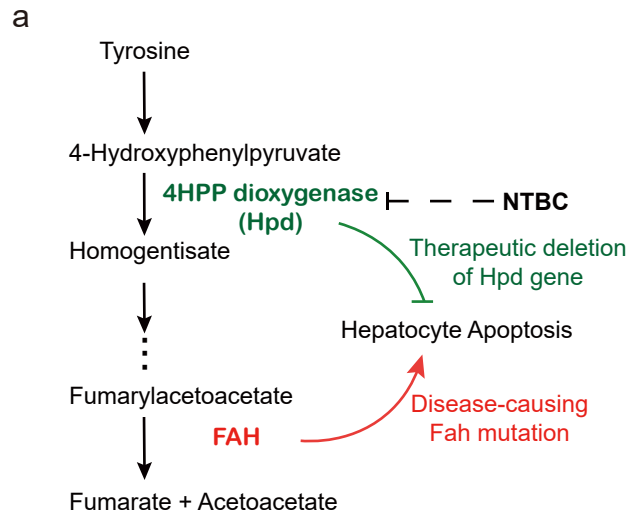 a
Tyrosine
4-Hydroxyphenylpyruvate
4HPP dioxygenase
(Hpd)
NTBC
Homogentisate
Therapeutic deletion
of Hpd gene
Hepatocyte Apoptosis
Fumarylacetoacetate
FAH
Disease-causing
Fah mutation
Fumarate + Acetoacetate